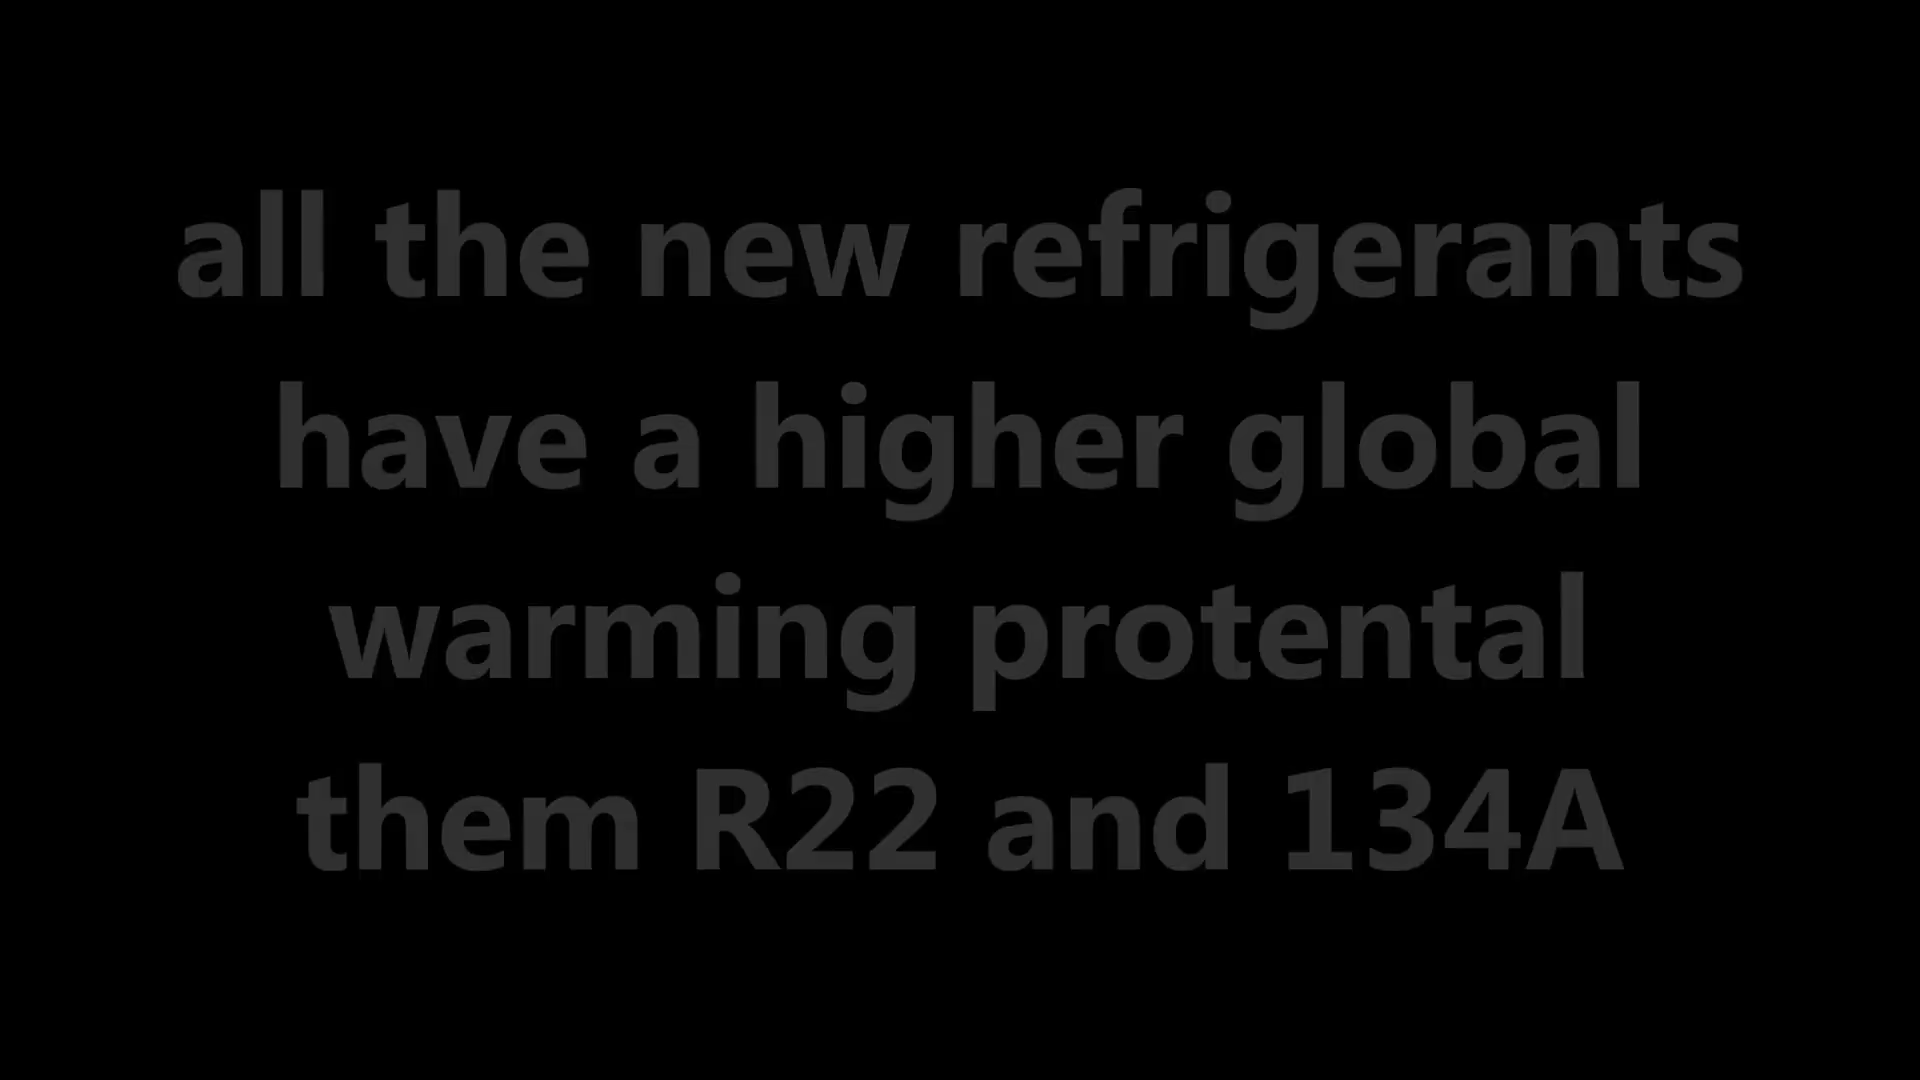 all the new refrigerants
have a higher global
warming protental
them R22 and 134A